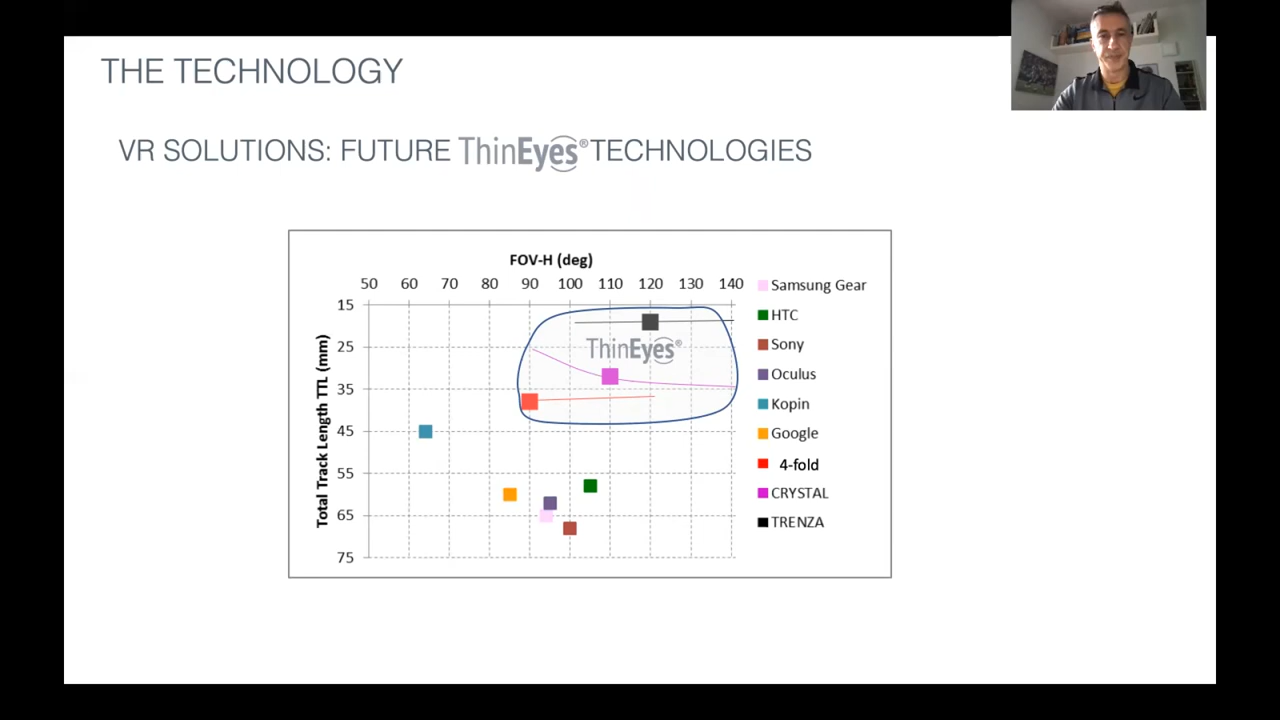 THE TECHNOLOGY
VR SOLUTIONS: FUTURE ThinEyes® TECHNOLOGIES
FOV-H (deg)
50 60 70 80 90 100 110 120 130 140
Total Track Length TTL (mm)
15
25
35
45
55
65
75
ThinEyes®
Samsung Gear
HTC
Sony
Oculus
Kopin
Google
4-fold
CRYSTAL
TRENZA